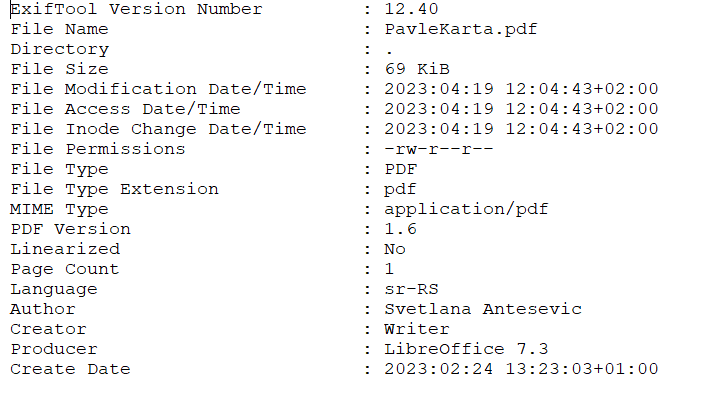 ExifTool Version Number : 12.40
File Name : PavleKarta.pdf
Directory : .
File Size : 69 KiB
File Modification Date/Time : 2023:04:19 12:04:43+02:00
File Access Date/Time : 2023:04:19 12:04:43+02:00
File Inode Change Date/Time : 2023:04:19 12:04:43+02:00
File Permissions : -rw-r--r--
File Type : PDF
File Type Extension : pdf
MIME Type : application/pdf
PDF Version : 1.6
Linearized : No
Page Count : 1
Language : sr-RS
Author : Svetlana Antesevic
Creator : Writer
Producer : LibreOffice 7.3
Create Date : 2023:02:24 13:23:03+01:00